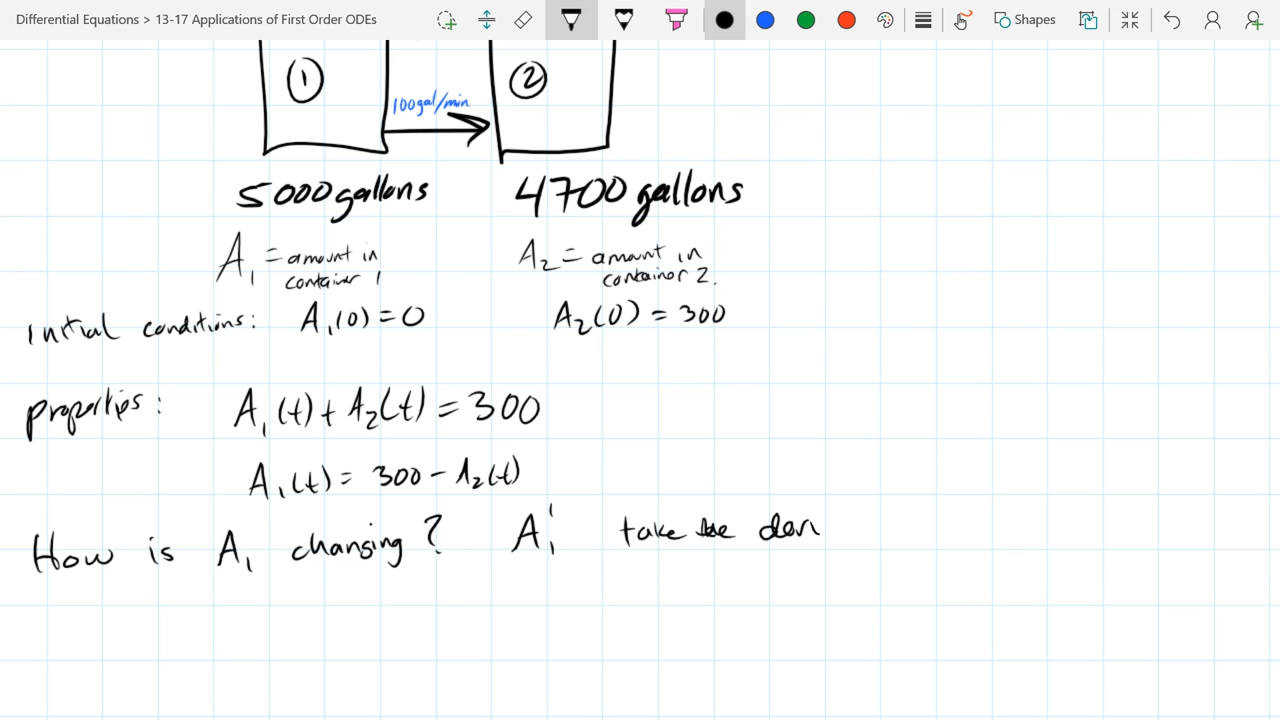 Differential Equations > 13-17 Applications of First Order ODEs Shapes
① ②
100gal/min
5000 gallons 4700 gallons
A₁ = amount in container 1 A₂ = amount in container 2.
Initial conditions: A₁(0) = 0 A₂(0) = 300
properties: A₁(t) + A₂(t) = 300
A₁(t) = 300 - A₂(t)
How is A₁ changing? A₁' take the deri